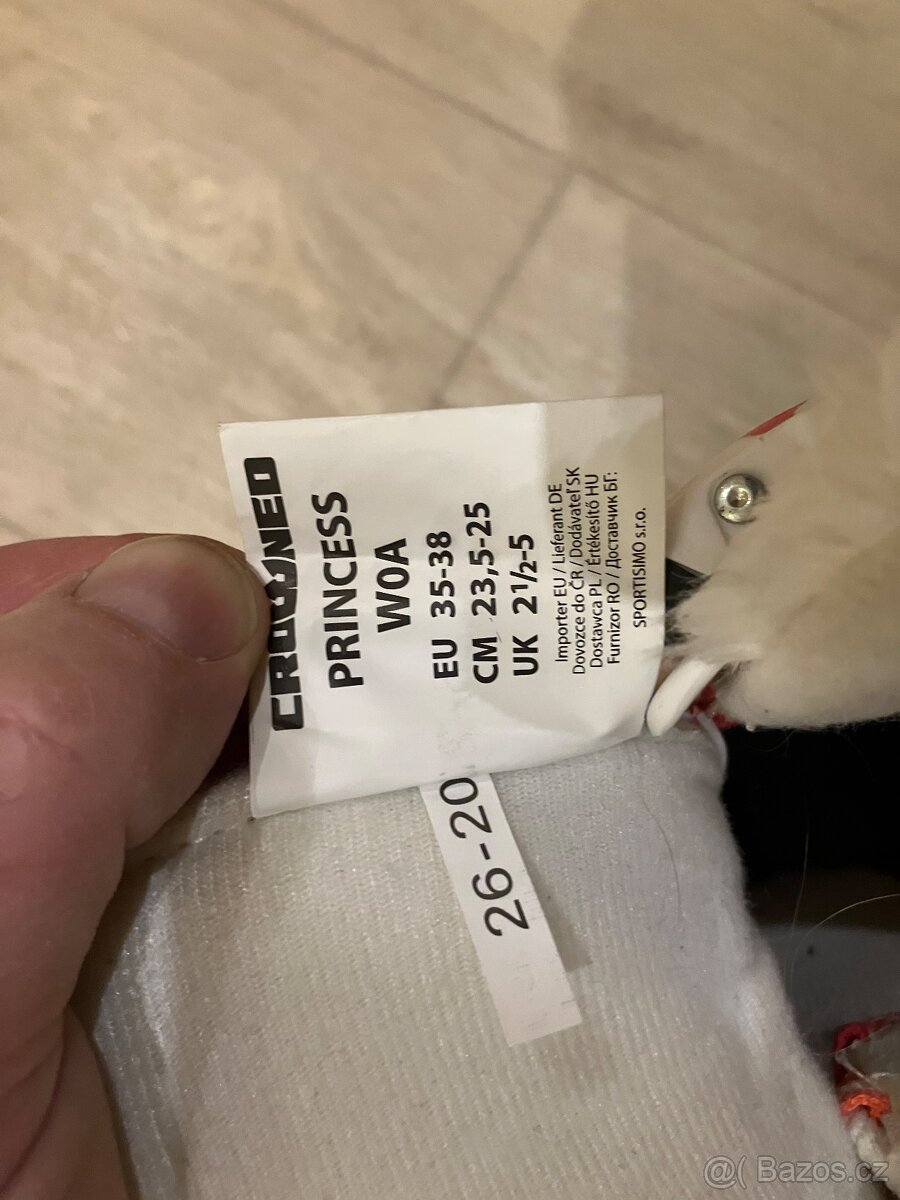 CROWNED
PRINCESS
W0A
EU 35-38
CM 23,5-25
UK 2½-5
Importer EU / Lieferant DE
Dovozce do ČR / Dodávateľ SK
Dostawca PL / Értékesítő HU
Furnizor RO / Доставчик БГ:
SPORTISIMO s.r.o.
26-20
@( Bazos.cz